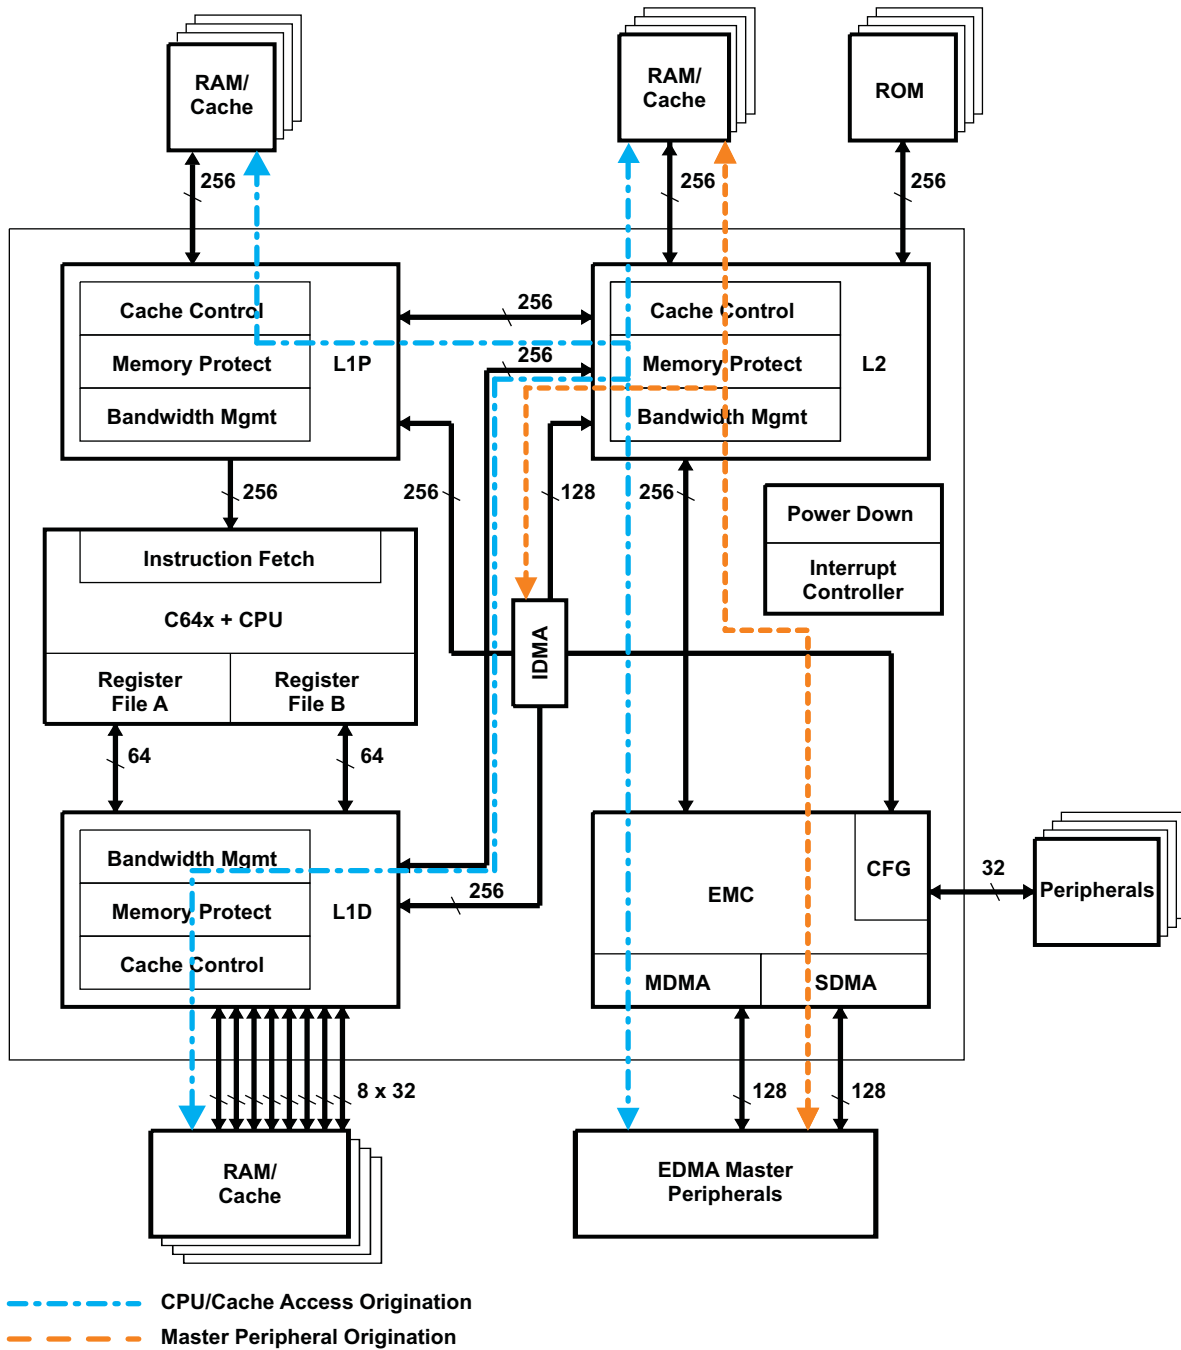 RAM/
Cache
RAM/
Cache
ROM
256
256
256
Cache Control
Memory Protect
L1P
Bandwidth Mgmt
256
256
Cache Control
Memory Protect
L2
Bandwidth Mgmt
256
256
128
256
Power Down
Interrupt
Controller
Instruction Fetch
C64x + CPU
Register
File A
Register
File B
IDMA
64
64
Bandwidth Mgmt
Memory Protect
L1D
Cache Control
256
EMC
CFG
MDMA
SDMA
32
Peripherals
8 x 32
128
128
RAM/
Cache
EDMA Master
Peripherals
CPU/Cache Access Origination
Master Peripheral Origination